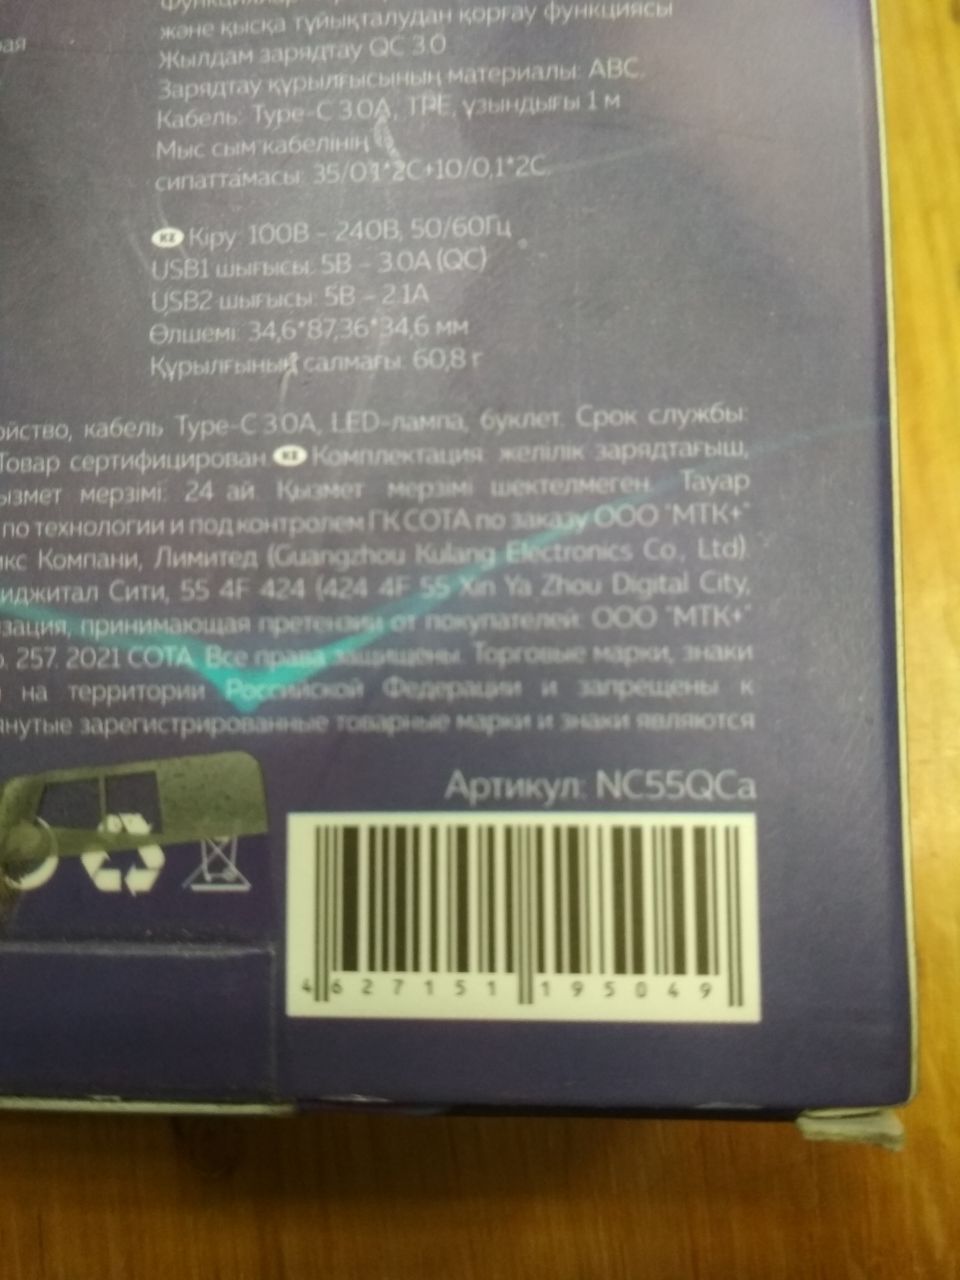 және қысқа тұйықталудан қорғау функциясы
Жылдам зарядтау QC 3.0
Зарядтау құрылғысының материалы: ABC.
Кабель: Type-C 3.0A, TPE, ұзындығы 1 м
Мыс сым кабелінің
сипаттамасы: 35/0.1*2C+10/0,1*2C.
KZ Кіру: 100В – 240В, 50/60Гц
USB1 шығысы: 5В – 3.0А (QC)
USB2 шығысы: 5В – 2.1А
Өлшемі: 34,6*87,36*34,6 мм
Құрылғының салмағы: 60,8 г
кабель Type-C 3.0A, LED-лампа, буклет. Срок службы:
Товар сертифицирован. KZ Комплектация: желілік зарядтағыш,
мерзімі: 24 ай. Қызмет мерзімі шектелмеген. Тауар
по технологии и под контролем ГК СОТА по заказу ООО "МТК+"
Компани, Лимитед (Guangzhou Kulang Electronics Co., Ltd).
Сити, 55 4F 424 (424 4F 55 Xin Ya Zhou Digital City,
принимающая претензии от покупателей: ООО "МТК+"
257. 2021 СОТА. Все права защищены. Торговые марки, знаки
на территории Российской Федерации и запрещены к
зарегистрированные товарные марки и знаки являются
Артикул: NC55QCa
4 627151 195049